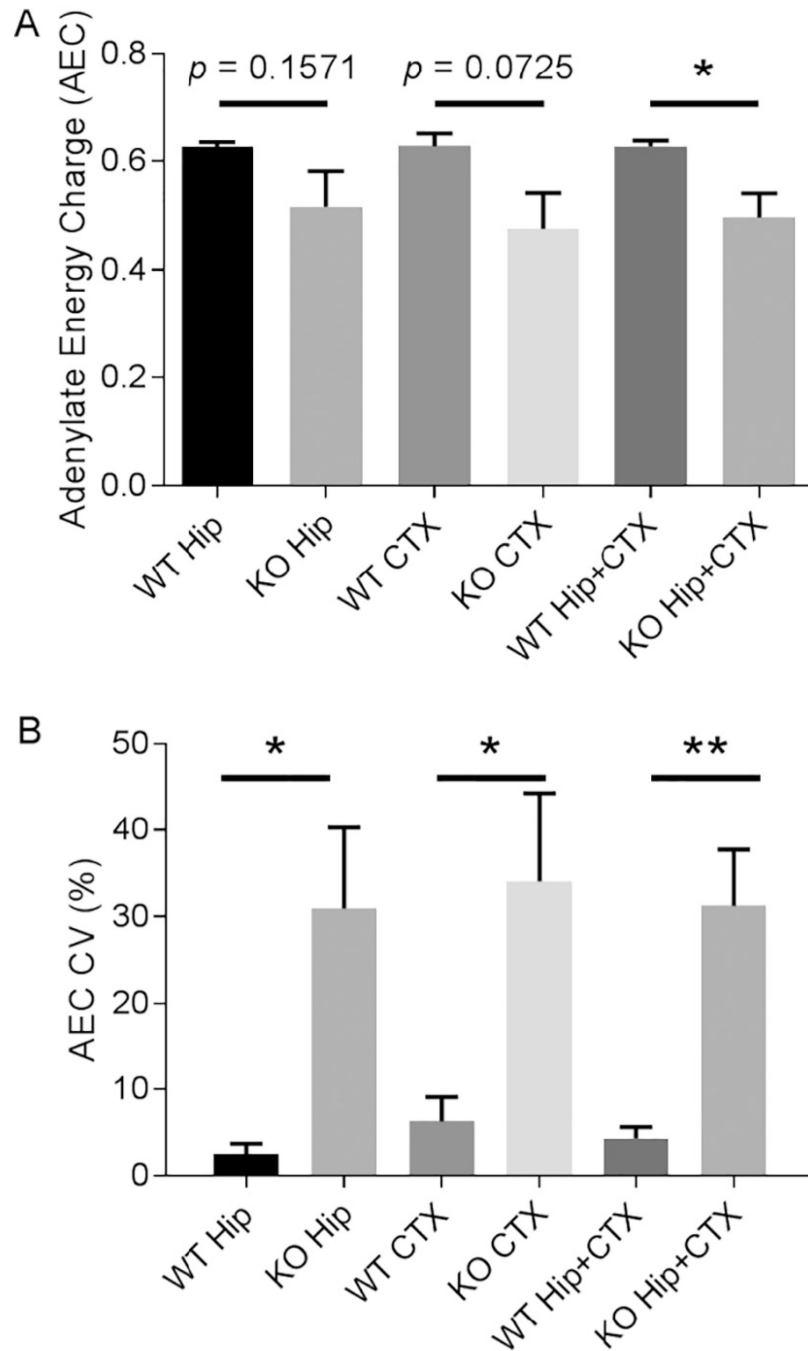 A
Adenylate Energy Charge (AEC)
0.8
0.6
0.4
0.2
0.0
p = 0.1571
p = 0.0725
*
WT Hip
KO Hip
WT CTX
KO CTX
WT Hip+CTX
KO Hip+CTX
B
AEC CV (%)
50
40
30
20
10
0
*
*
**
WT Hip
KO Hip
WT CTX
KO CTX
WT Hip+CTX
KO Hip+CTX